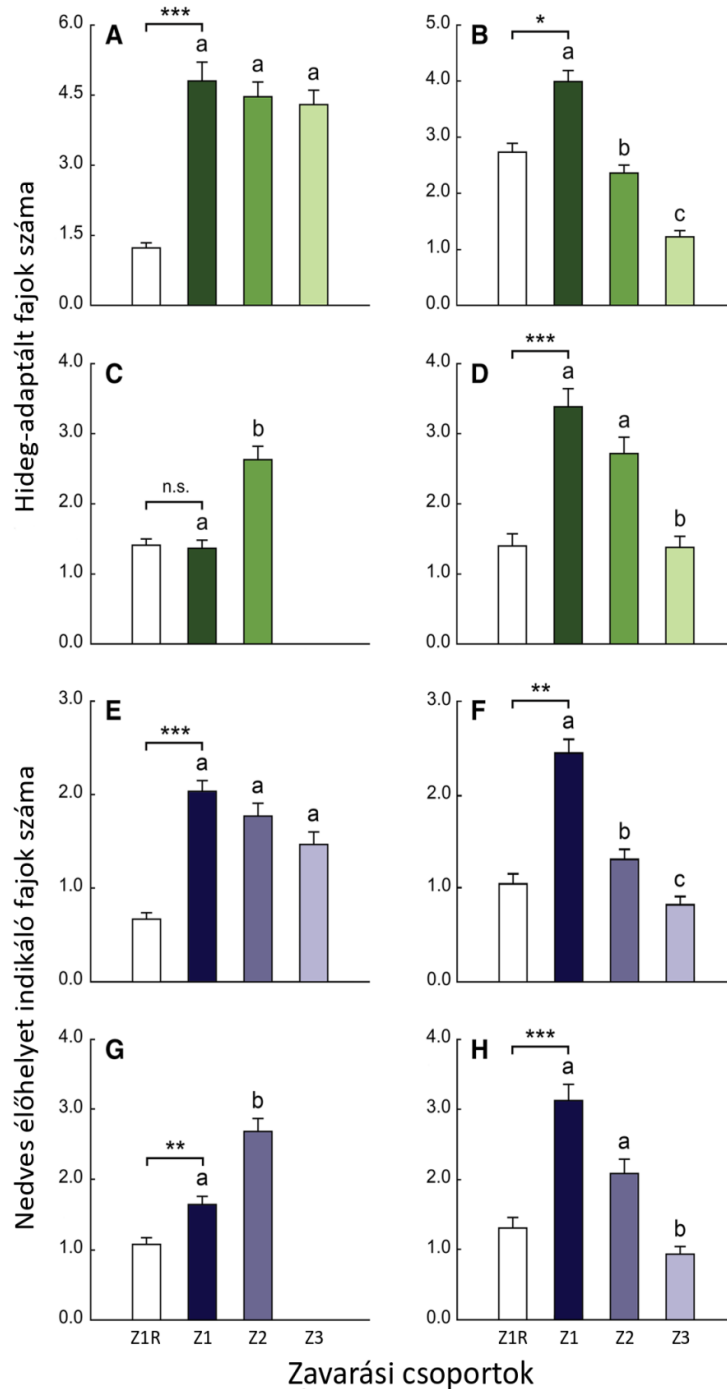 Hideg-adaptált fajok száma
A
6.0
4.5
3.0
1.5
0.0
***
a
a
a
B
5.0
4.0
3.0
2.0
1.0
0.0
*
a
b
c
C
4.0
3.0
2.0
1.0
0.0
n.s.
a
b
D
4.0
3.0
2.0
1.0
0.0
***
a
a
b
Nedves élőhelyet indikáló fajok száma
E
3.0
2.0
1.0
0.0
***
a
a
a
F
3.0
2.0
1.0
0.0
**
a
b
c
G
4.0
3.0
2.0
1.0
0.0
**
a
b
Z1R Z1 Z2 Z3
H
4.0
3.0
2.0
1.0
0.0
***
a
a
b
Z1R Z1 Z2 Z3
Zavarási csoportok